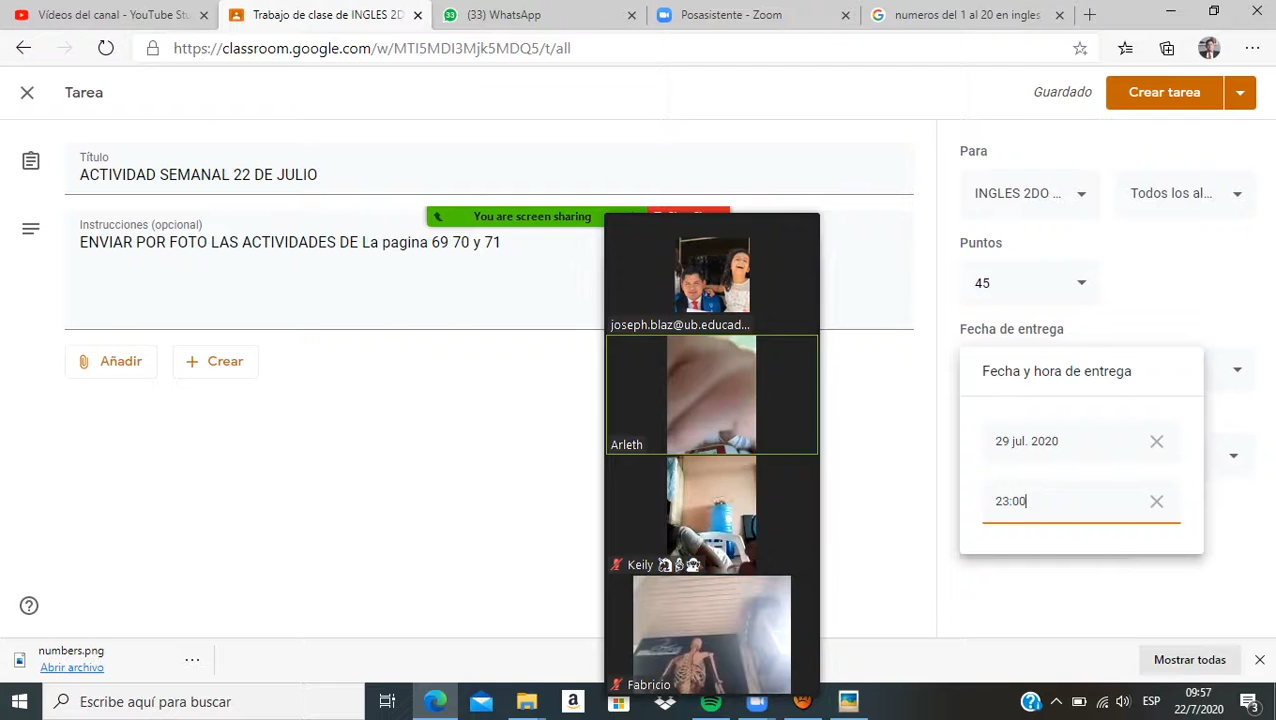 Vídeos del canal - YouTube Stu
Trabajo de clase de INGLES 2D
(33) WhatsApp
Posasistente - Zoom
numeros del 1 al 20 en ingles
https://classroom.google.com/w/MTI5MDI3Mjk5MDQ5/t/all
Tarea
Guardado
Crear tarea
Título
ACTIVIDAD SEMANAL 22 DE JULIO
Instrucciones (opcional)
ENVIAR POR FOTO LAS ACTIVIDADES DE La pagina 69 70 y 71
You are screen sharing
Añadir
Crear
joseph.blaz@ub.educad...
Arleth
Keily
Fabricio
Para
INGLES 2DO ...
Todos los al...
Puntos
45
Fecha de entrega
Fecha y hora de entrega
29 jul. 2020
23:00
numbers.png
Abrir archivo
Mostrar todas
Escribe aquí para buscar
ESP
09:57
22/7/2020
3